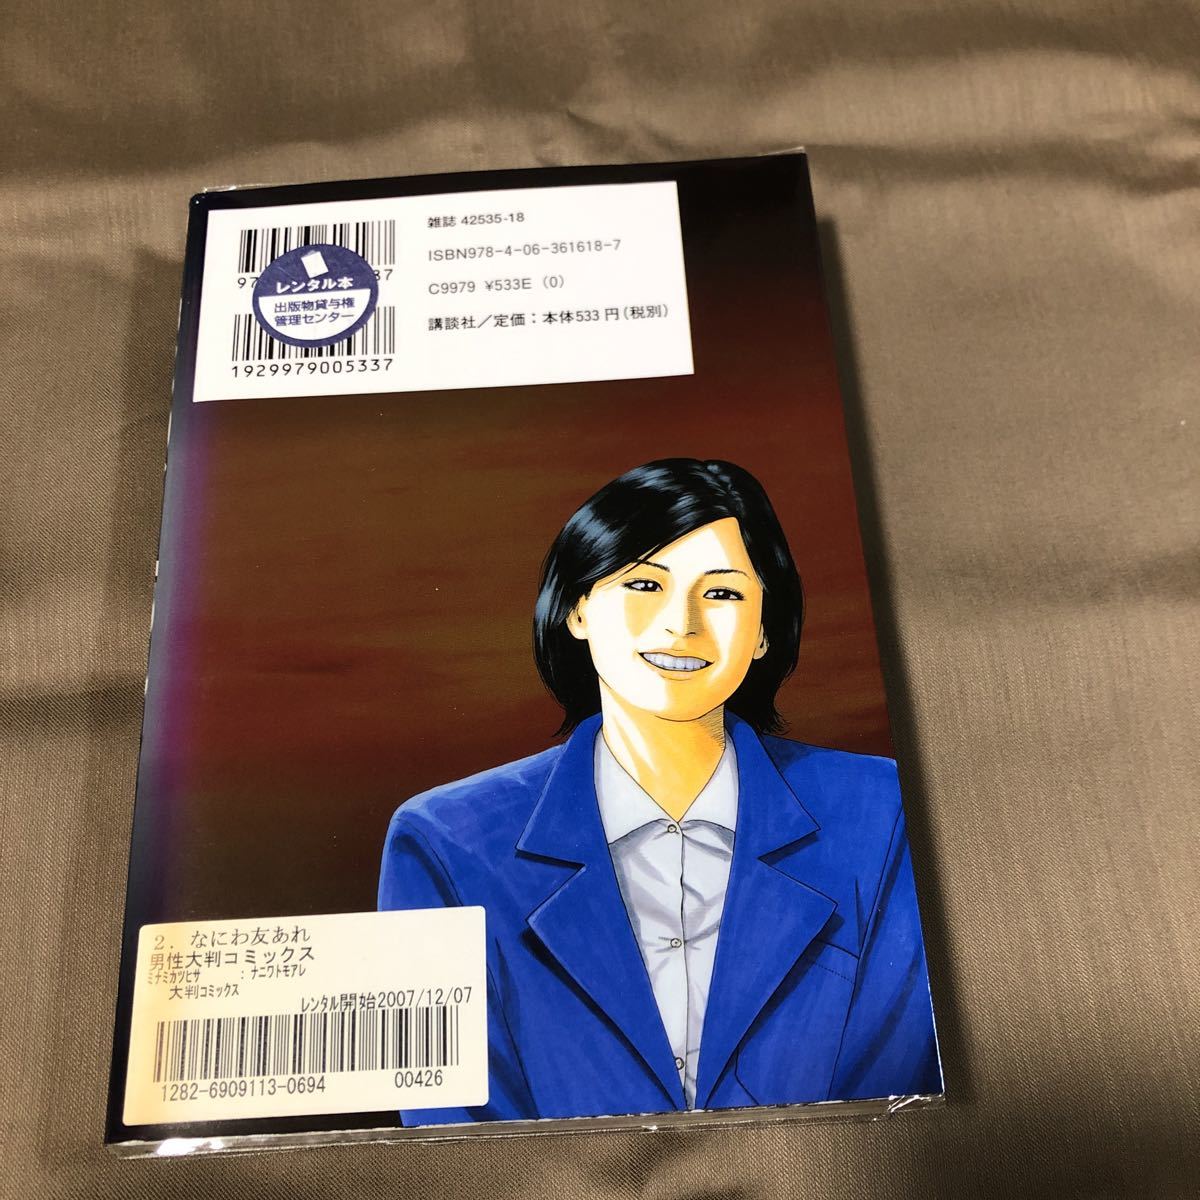 雑誌 42535-18
ISBN978-4-06-361618-7
C9979 ¥533E (0)
講談社／定価：本体533円(税別)
レンタル本
出版物貸与権
管理センター
1929979005337
2．なにわ友あれ
男性大判コミックス
ミナミカツヒサ　：ナニワトモアレ
大判コミックス
レンタル開始2007/12/07
1282-6909113-0694　00426